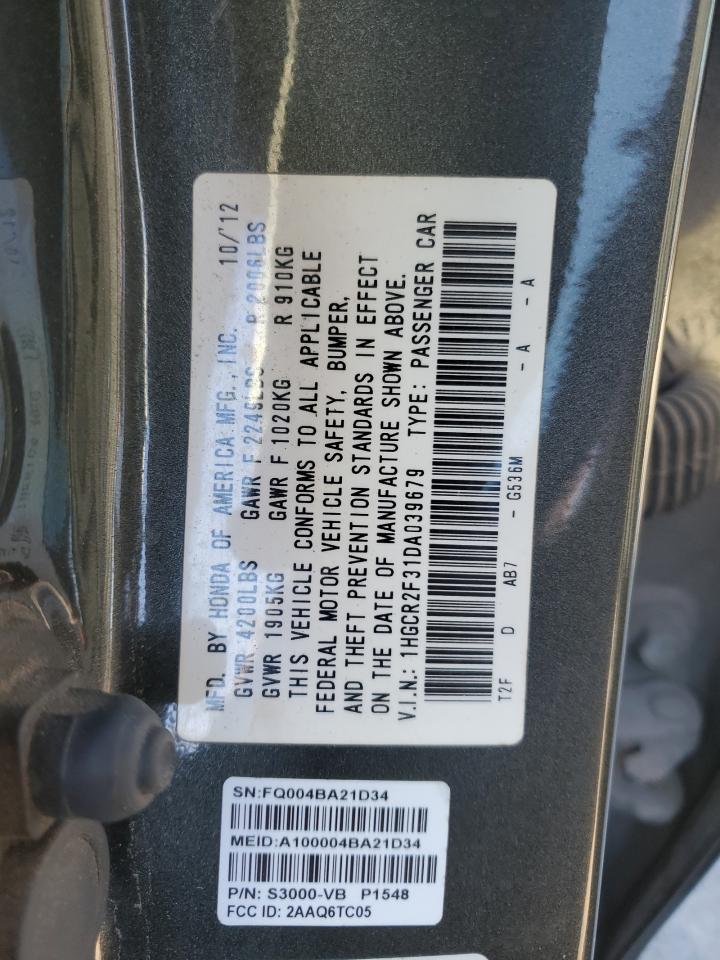 MFD. BY HONDA OF AMERICA MFG., INC. 10/'12
GVWR 4200LBS GAWR F 2249LBS R 2006LBS
GVWR 1905KG GAWR F 1020KG R 910KG
THIS VEHICLE CONFORMS TO ALL APPLICABLE
FEDERAL MOTOR VEHICLE SAFETY, BUMPER,
AND THEFT PREVENTION STANDARDS IN EFFECT
ON THE DATE OF MANUFACTURE SHOWN ABOVE.
V.I.N.: 1HGCR2F31DA039679 TYPE: PASSENGER CAR
T2F D AB7 - G536M - A - A
SN:FQ004BA21D34
MEID:A100004BA21D34
P/N: S3000-VB P1548
FCC ID: 2AAQ6TC05